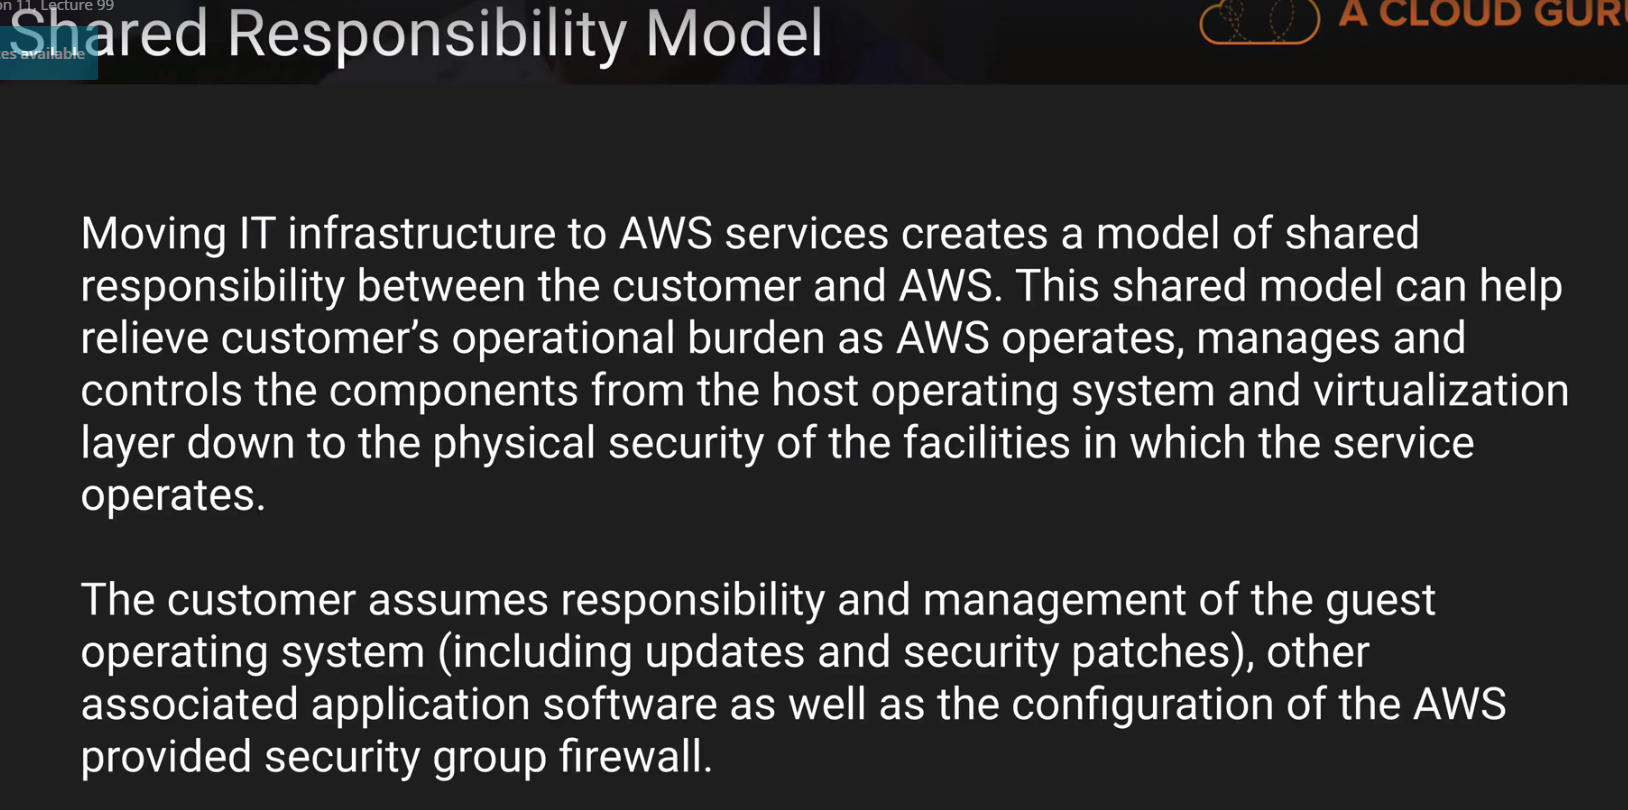 on 11, Lecture 99
Shared Responsibility Model
es available
A CLOUD GUR
Moving IT infrastructure to AWS services creates a model of shared
responsibility between the customer and AWS. This shared model can help
relieve customer’s operational burden as AWS operates, manages and
controls the components from the host operating system and virtualization
layer down to the physical security of the facilities in which the service
operates.
The customer assumes responsibility and management of the guest
operating system (including updates and security patches), other
associated application software as well as the configuration of the AWS
provided security group firewall.